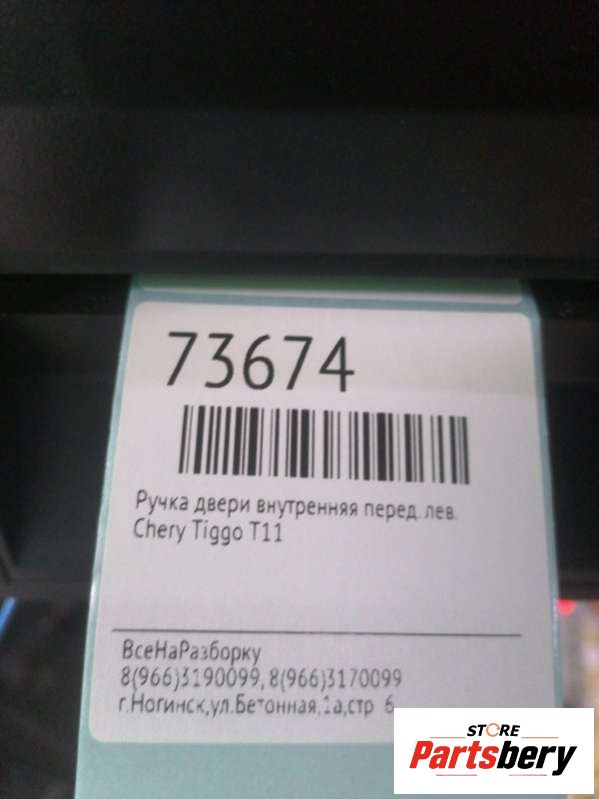 73674
Ручка двери внутренняя перед. лев.
Chery Tiggo T11
ВсеНаРазборку
8(966)3190099, 8(966)3170099
г.Ногинск,ул.Бетонная,1а,стр 6
STORE
Partsbery